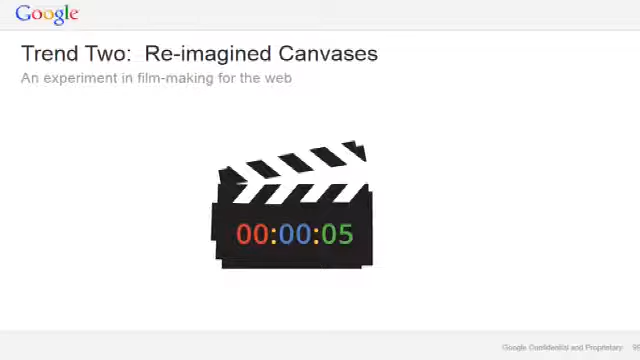 Google
Trend Two: Re-imagined Canvases
An experiment in film-making for the web
00:00:05
Google Confidential and Proprietary